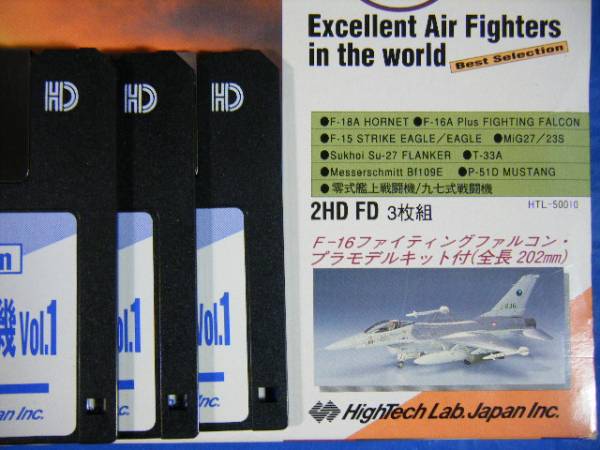 Excellent Air Fighters
in the world
Best Selection
●F-18A HORNET ●F-16A Plus FIGHTING FALCON
●F-15 STRIKE EAGLE/EAGLE ●MiG27/23S
●Sukhoi Su-27 FLANKER ●T-33A
●Messerschmitt Bf109E ●P-51D MUSTANG
●零式艦上戦闘機/九七式戦闘機
HTL-50010
2HD FD 3枚組
F-16ファイティングファルコン・
プラモデルキット付(全長 202mm)
HighTech Lab. Japan Inc.
HD
HD
HD
機 Vol.1
Vol.1
Vol.1
pan Inc.
Japan Inc.
Japan Inc.